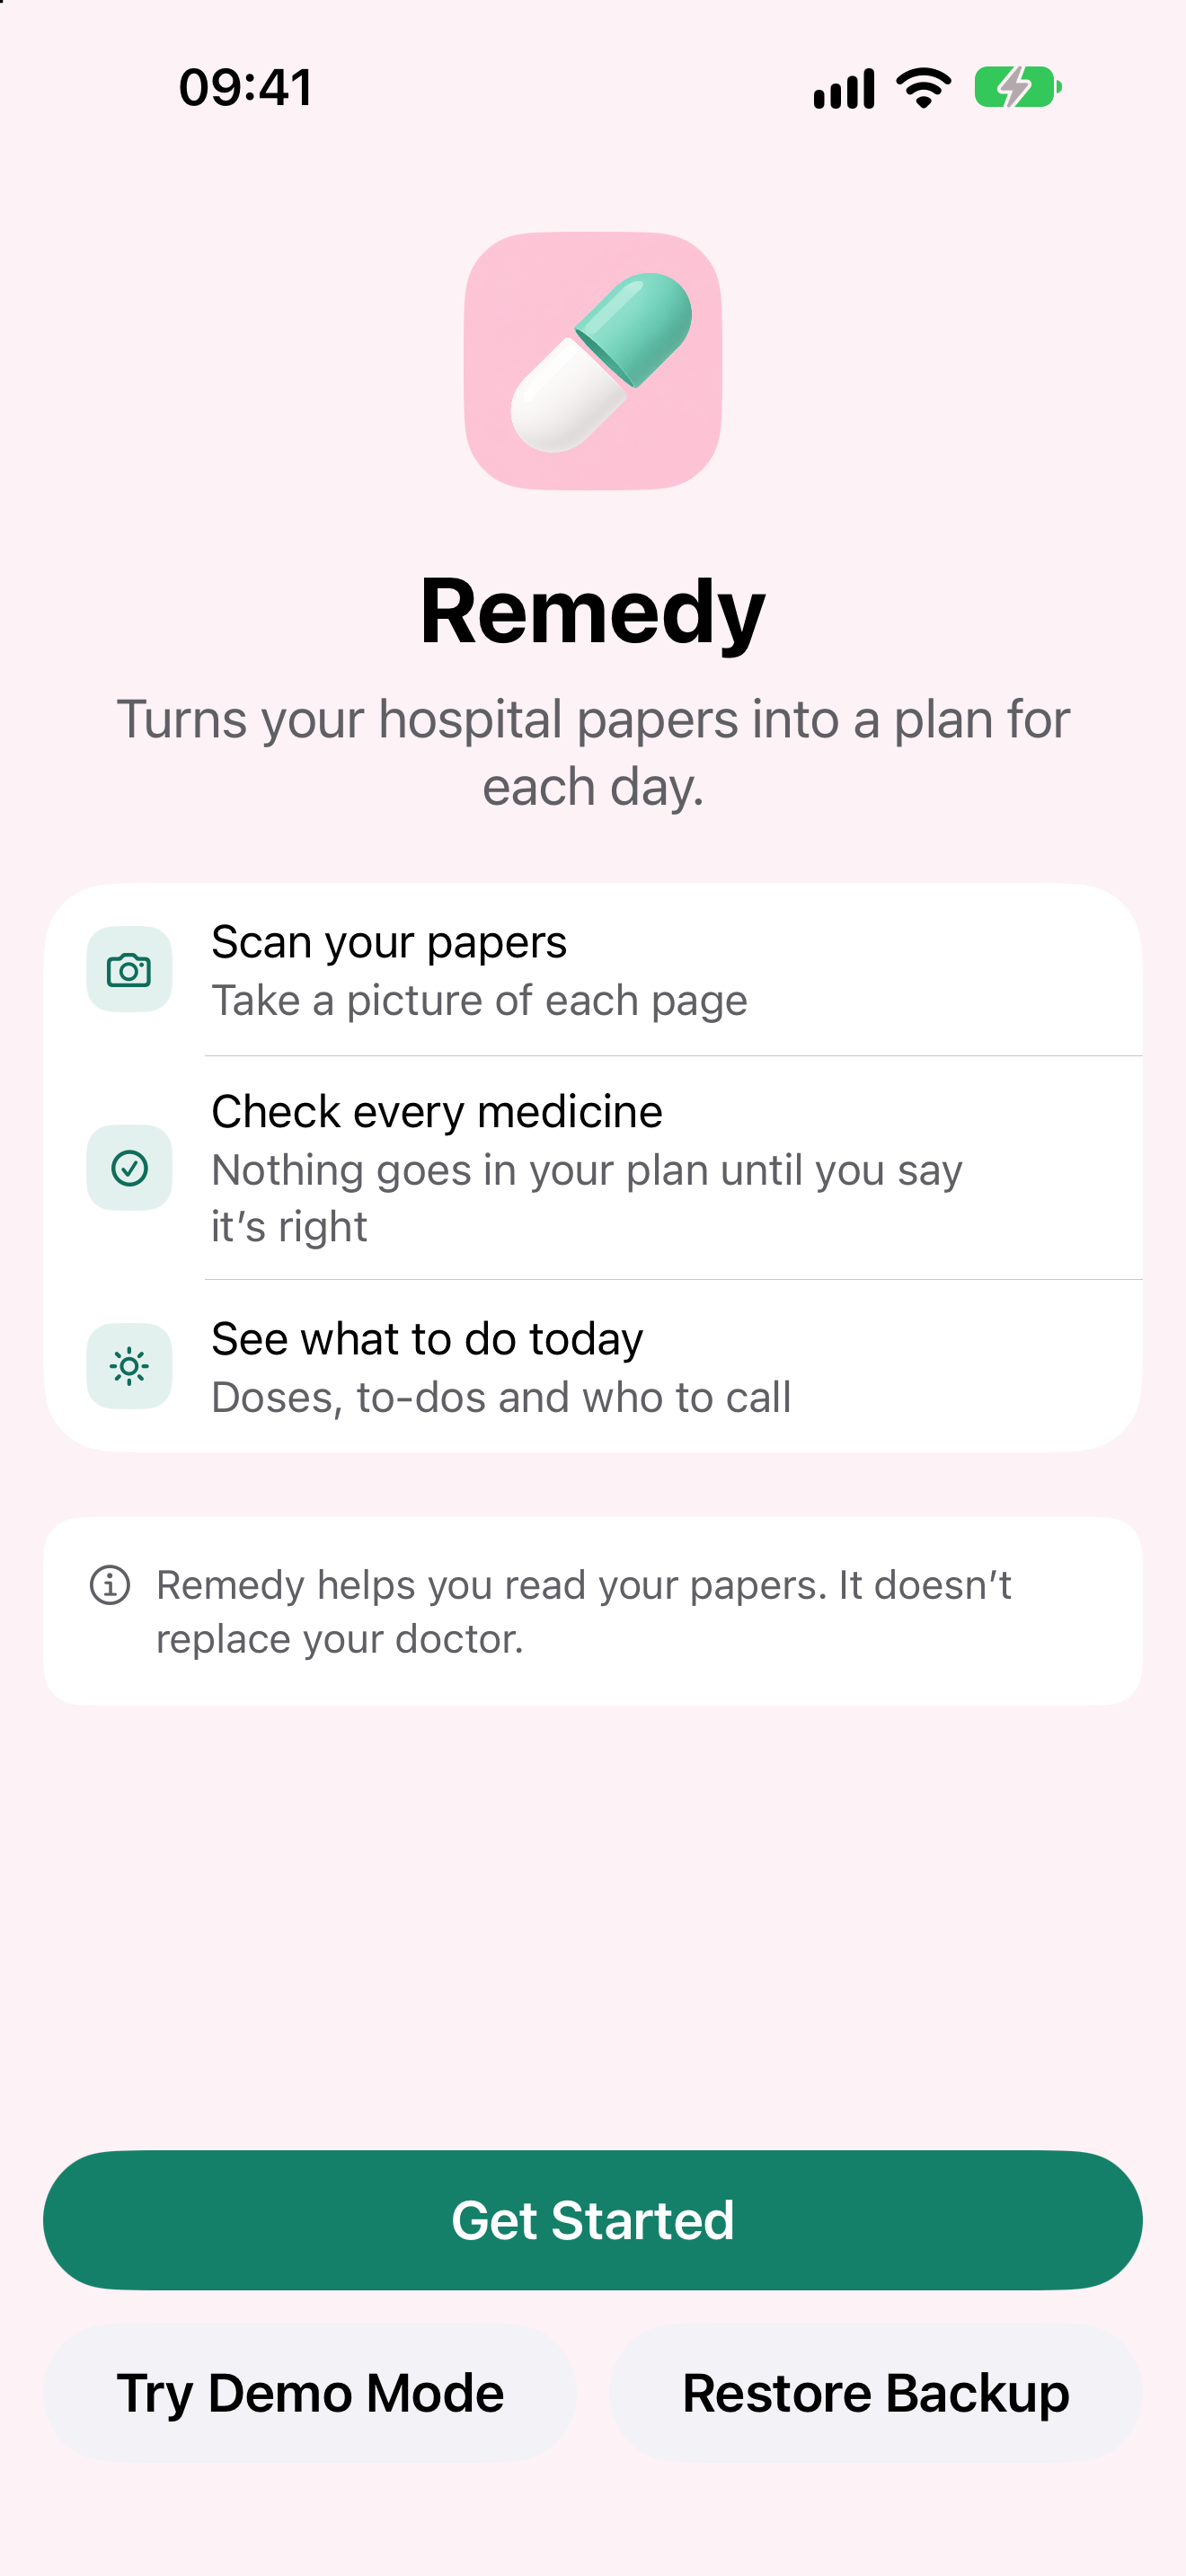 09:41
Remedy
Turns your hospital papers into a plan for
each day.
Scan your papers
Take a picture of each page
Check every medicine
Nothing goes in your plan until you say
it’s right
See what to do today
Doses, to-dos and who to call
Remedy helps you read your papers. It doesn’t
replace your doctor.
Get Started
Try Demo Mode
Restore Backup